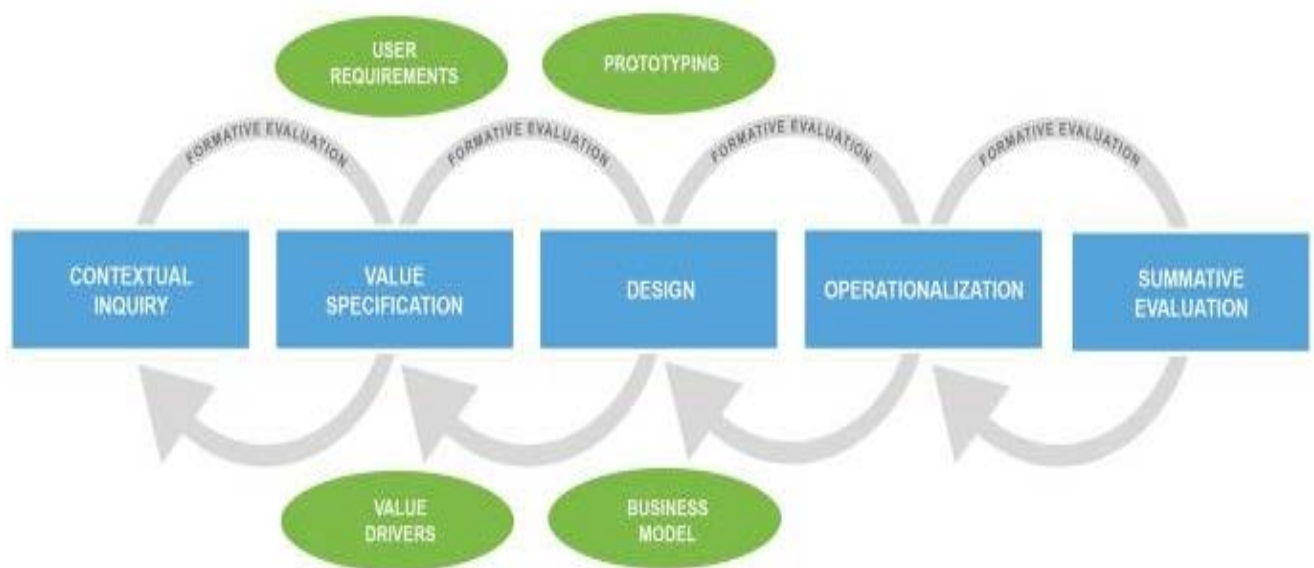 USER
REQUIREMENTS
PROTOTYPING
FORMATIVE EVALUATION
FORMATIVE EVALUATION
FORMATIVE EVALUATION
FORMATIVE EVALUATION
CONTEXTUAL
INQUIRY
VALUE
SPECIFICATION
DESIGN
OPERATIONALIZATION
SUMMATIVE
EVALUATION
VALUE
DRIVERS
BUSINESS
MODEL